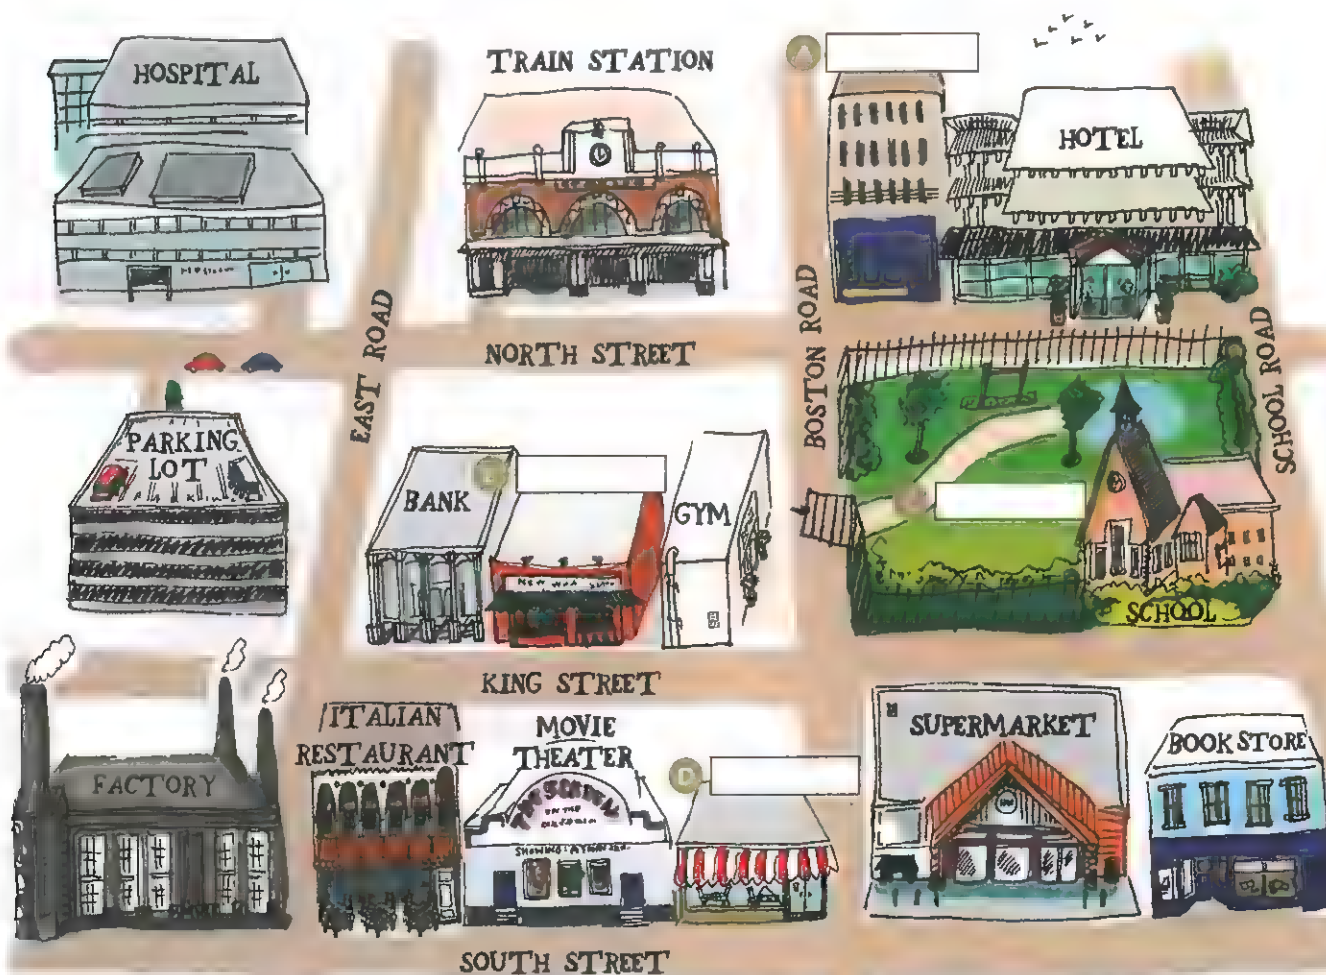 HOSPITAL
TRAIN STATION
HOTEL
NORTH STREET
EAST ROAD
BOSTON ROAD
SCHOOL ROAD
PARKING
LOT
BANK
GYM
SCHOOL
KING STREET
ITALIAN
RESTAURANT
MOVIE
THEATER
D
SUPERMARKET
BOOK STORE
FACTORY
SOUTH STREET